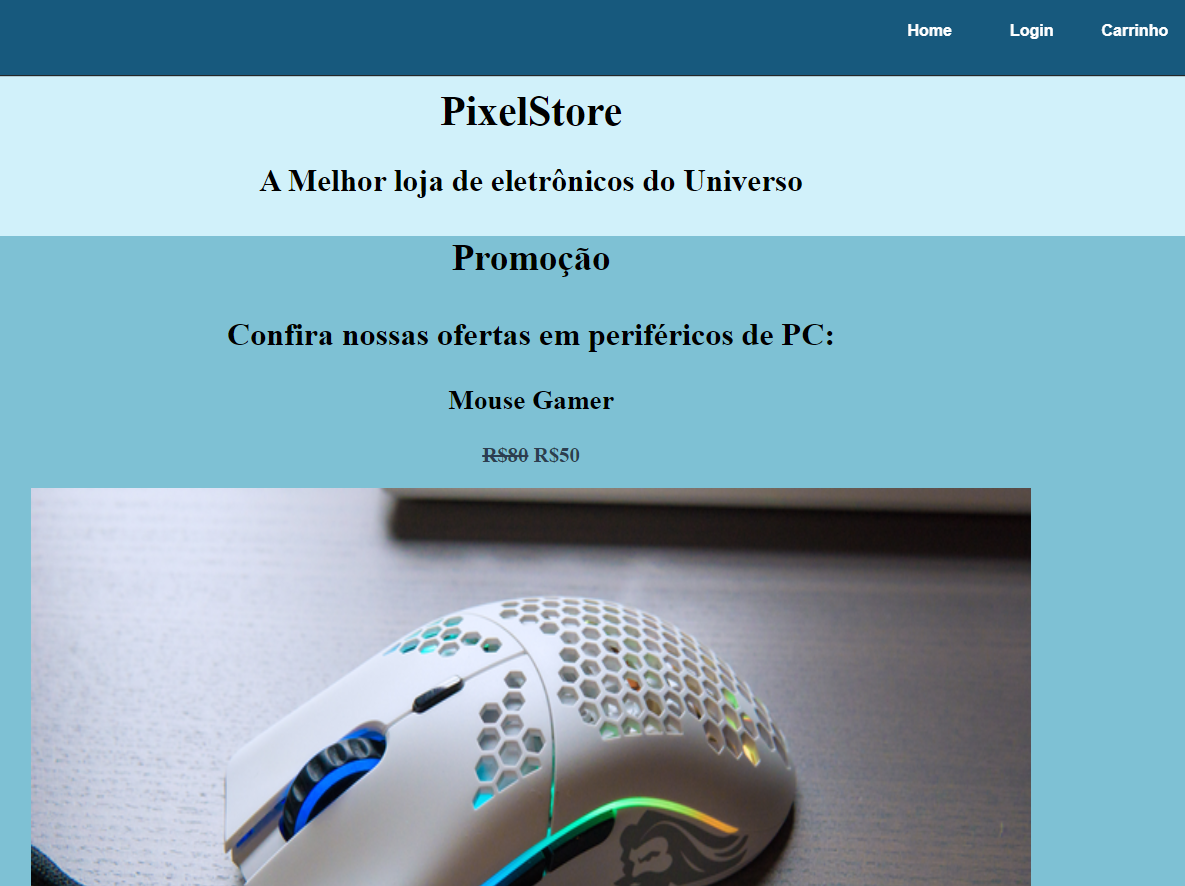 Home Login Carrinho
PixelStore
A Melhor loja de eletrônicos do Universo
Promoção
Confira nossas ofertas em periféricos de PC:
Mouse Gamer
R$80 R$50